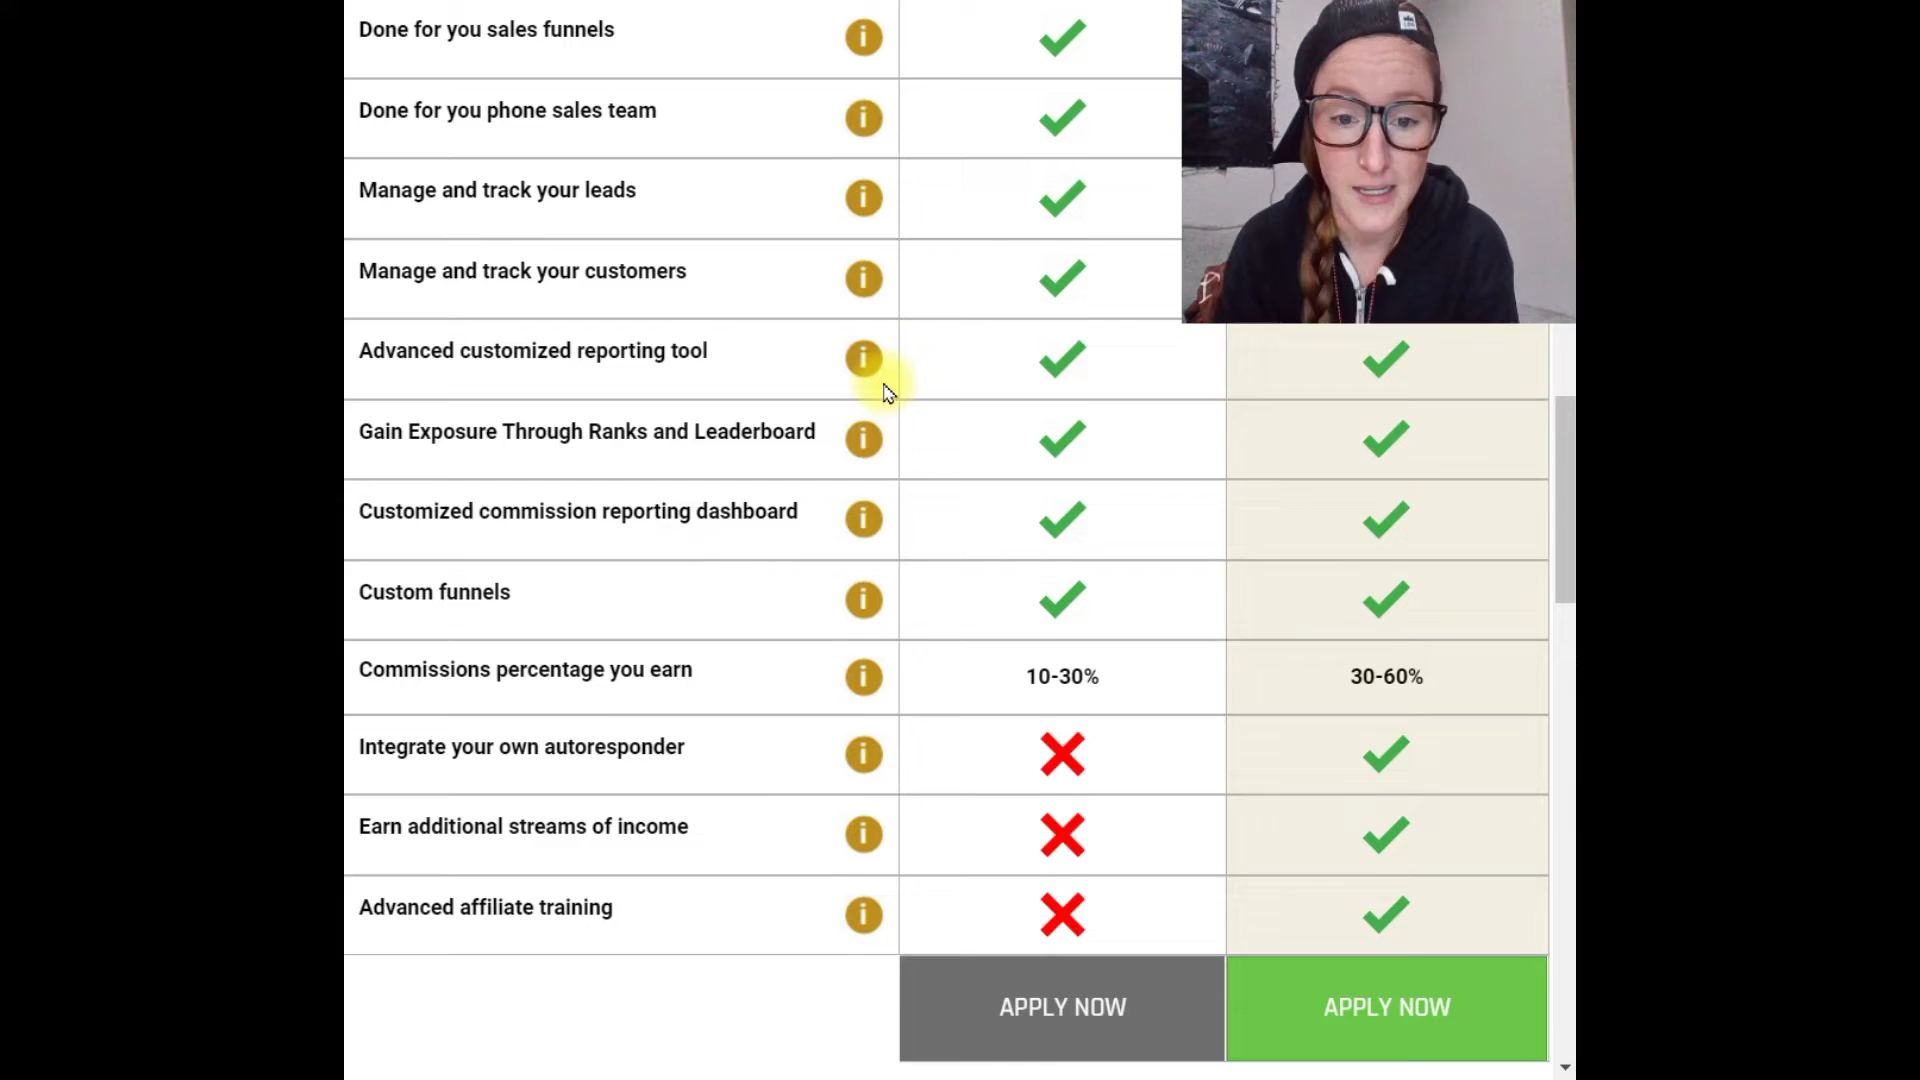 Done for you sales funnels
Done for you phone sales team
Manage and track your leads
Manage and track your customers
Advanced customized reporting tool
Gain Exposure Through Ranks and Leaderboard
Customized commission reporting dashboard
Custom funnels
Commissions percentage you earn 10-30% 30-60%
Integrate your own autoresponder
Earn additional streams of income
Advanced affiliate training
APPLY NOW APPLY NOW